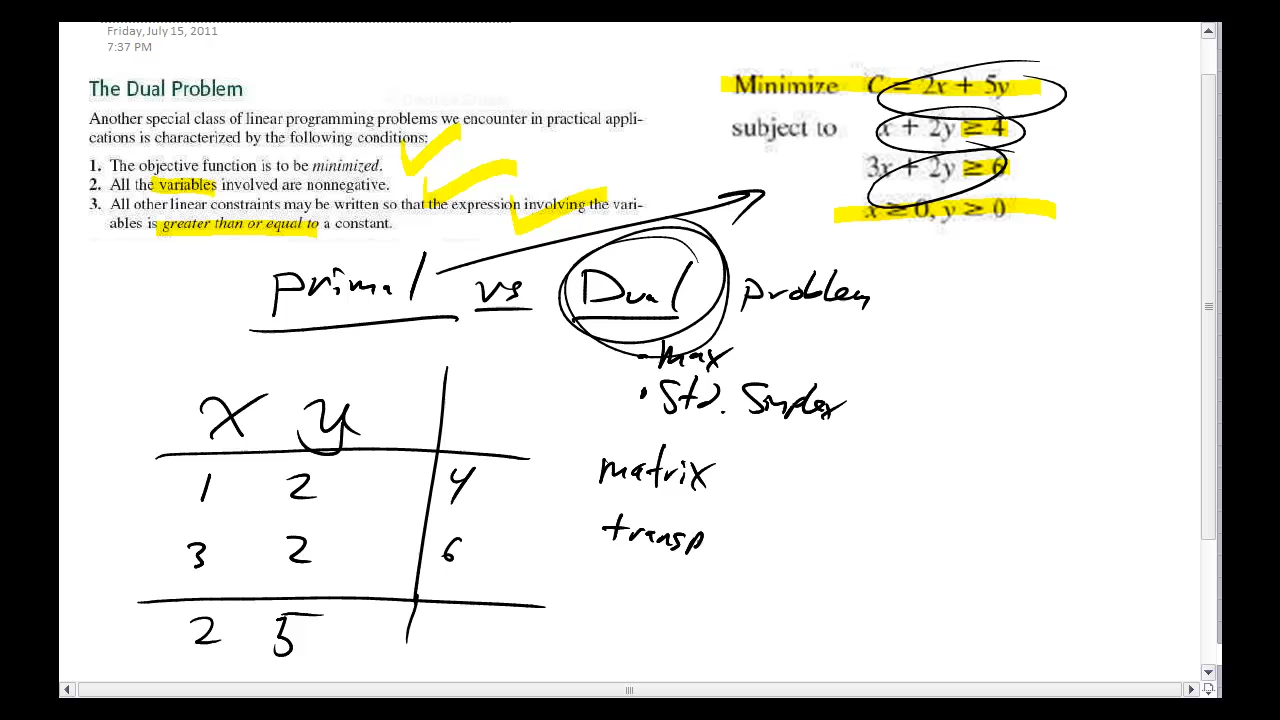 Friday, July 15, 2011
7:37 PM
The Dual Problem
Another special class of linear programming problems we encounter in practical appli-
cations is characterized by the following conditions:
1. The objective function is to be minimized.
2. All the variables involved are nonnegative.
3. All other linear constraints may be written so that the expression involving the vari-
ables is greater than or equal to a constant.
Minimize C = 2x + 5y
subject to x + 2y ≥ 4
3x + 2y ≥ 6
x ≥ 0, y ≥ 0
primal vs Dual problem
- max
• Std. Simplex
matrix
transp
x y
1 2 4
3 2 6
2 5